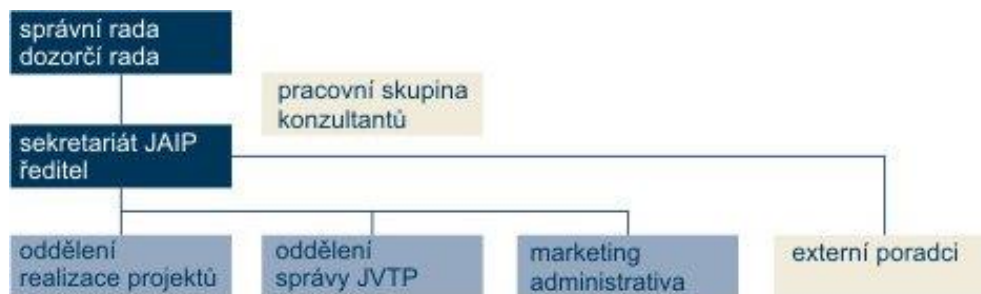 správní rada
dozorčí rada
pracovní skupina
konzultantů
sekretariát JAIP
ředitel
oddělení
realizace projektů
oddělení
správy JVTP
marketing
administrativa
externí poradci